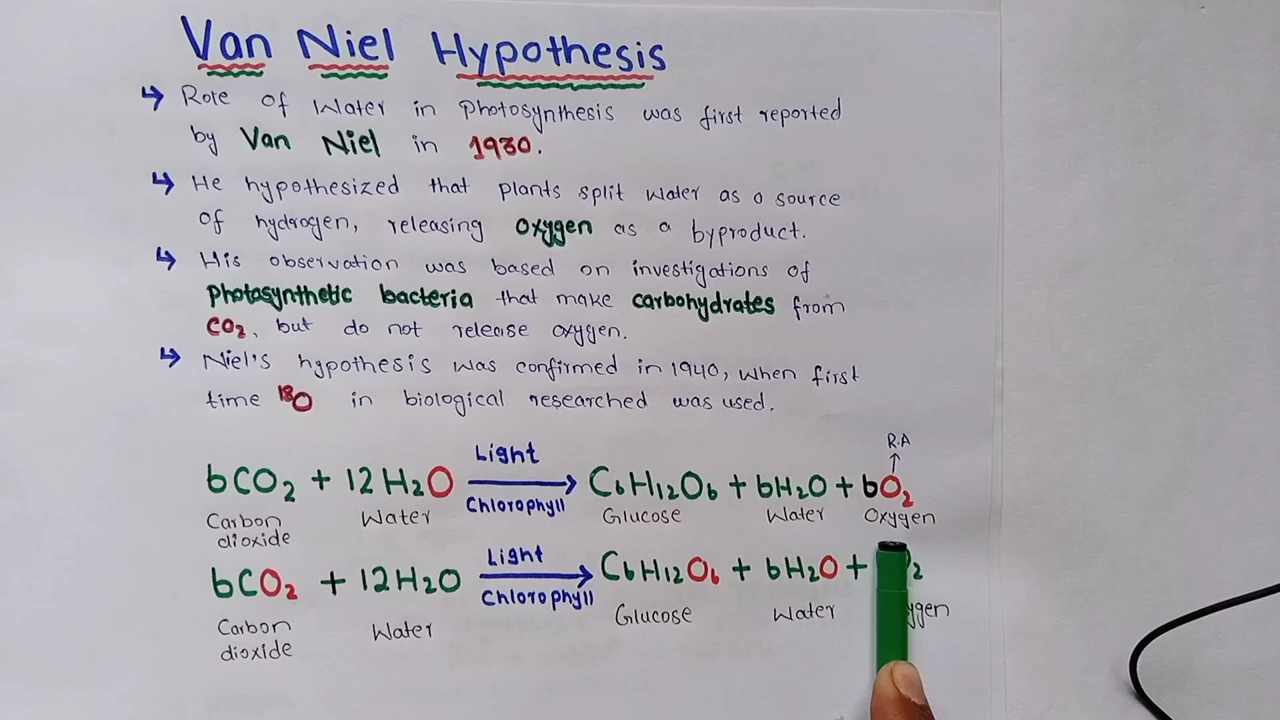 Van Niel Hypothesis
↳ Role of Water in Photosynthesis was first reported
by Van Niel in 1930.
↳ He hypothesized that plants split water as a source
of hydrogen, releasing oxygen as a byproduct.
↳ His observation was based on investigations of
Photosynthetic bacteria that make carbohydrates from
CO₂, but do not release oxygen.
↳ Niel's hypothesis was confirmed in 1940, when first
time ¹⁸O in biological researched was used.
R.A
↑
6CO₂ + 12H₂O Light Chlorophyll → C₆H₁₂O₆ + 6H₂O + 6O₂
Carbon dioxide Water Glucose Water Oxygen
6CO₂ + 12H₂O Light Chlorophyll → C₆H₁₂O₆ + 6H₂O +
Carbon dioxide Water Glucose Water